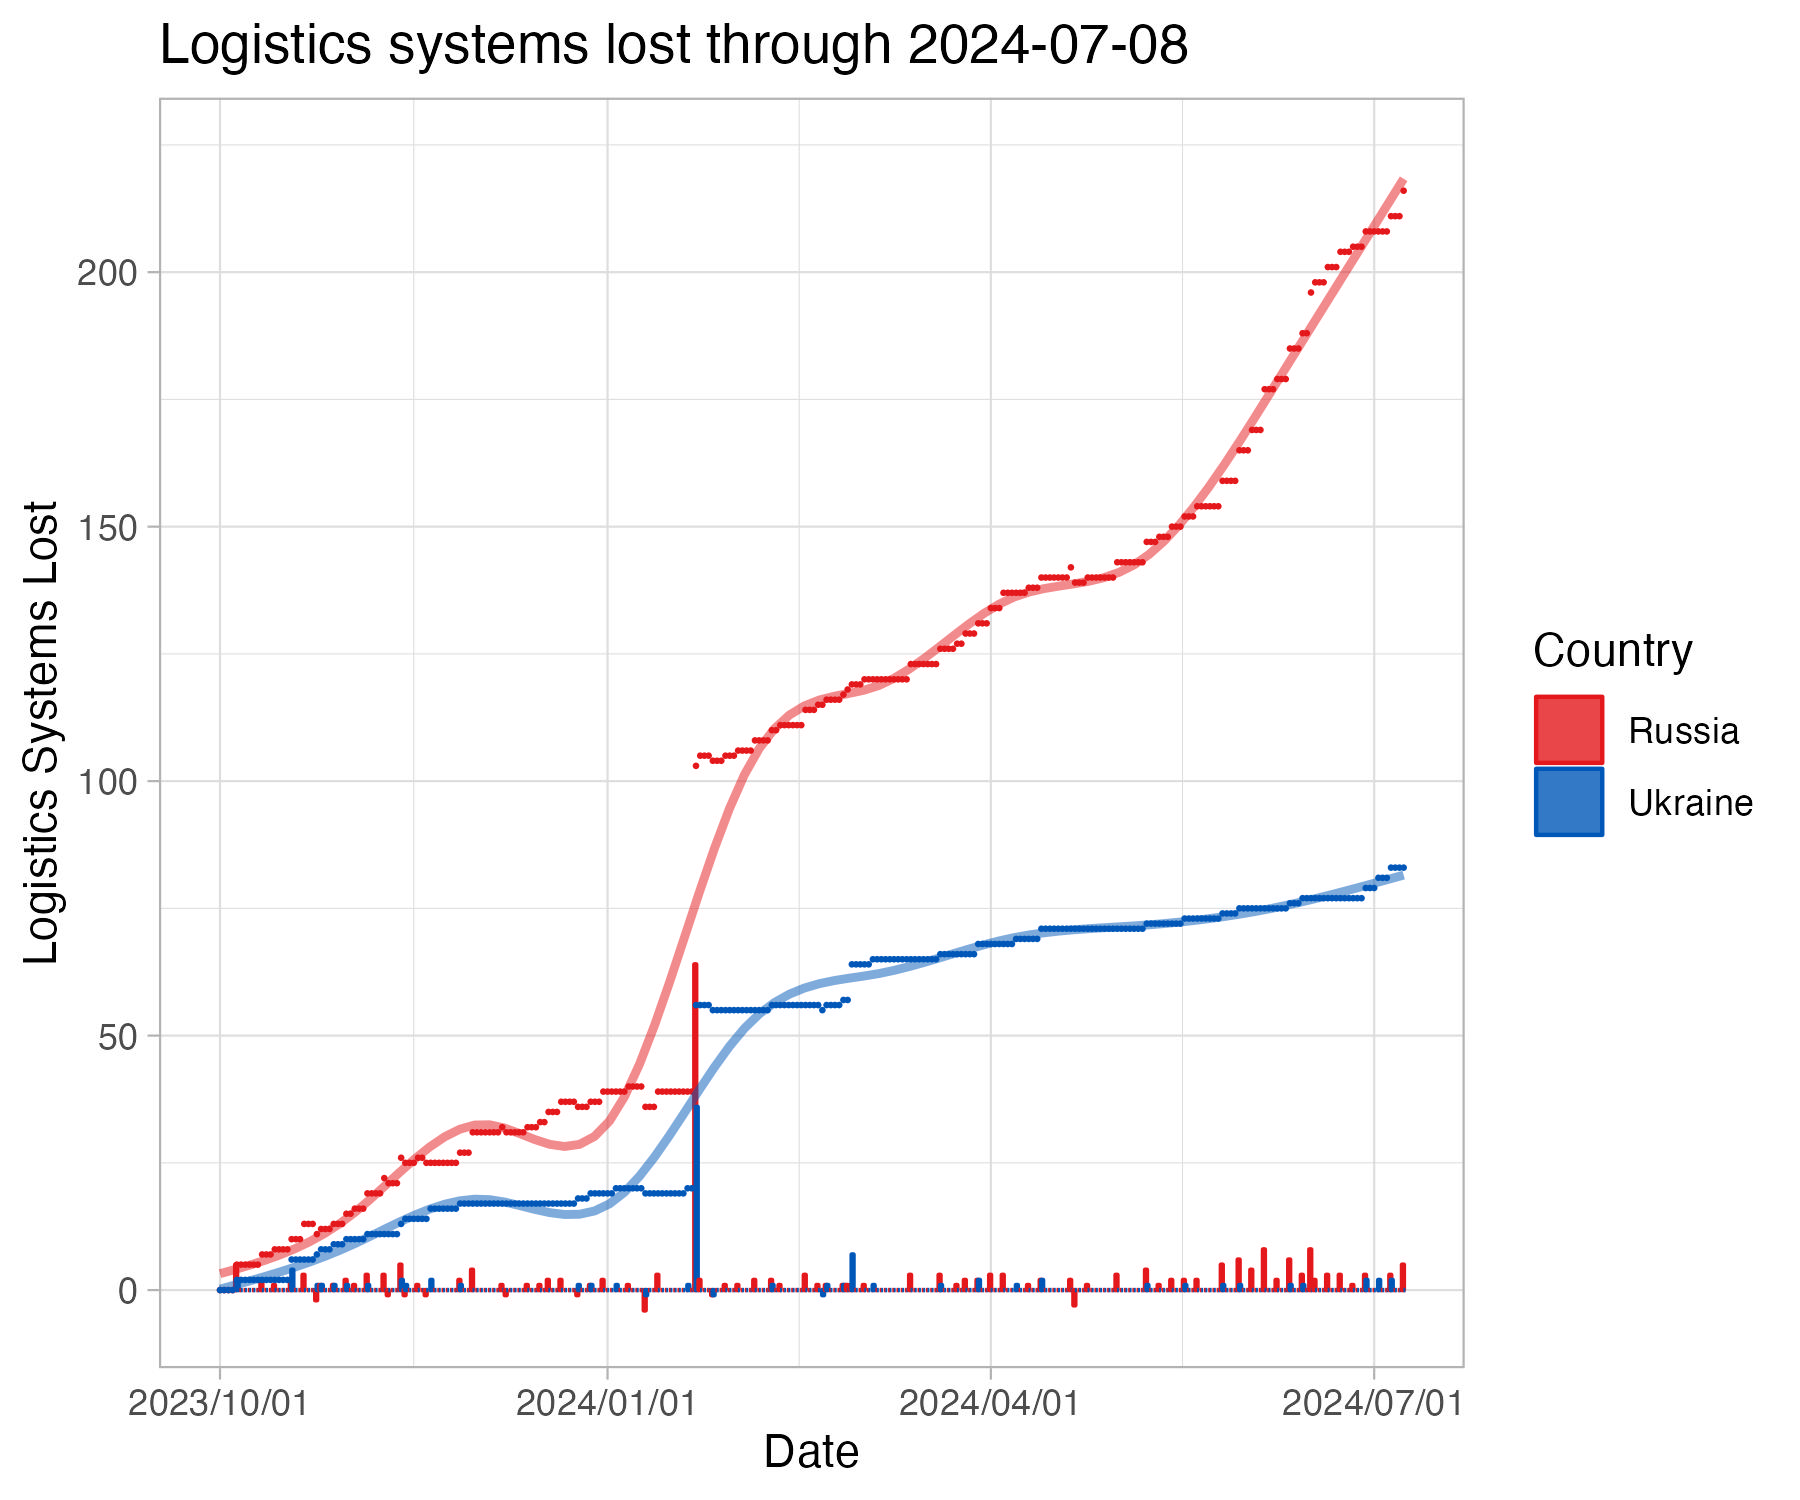 Logistics systems lost through 2024-07-08
Logistics Systems Lost
200
150
100
50
0
2023/10/01
2024/01/01
2024/04/01
2024/07/01
Date
Country
Russia
Ukraine